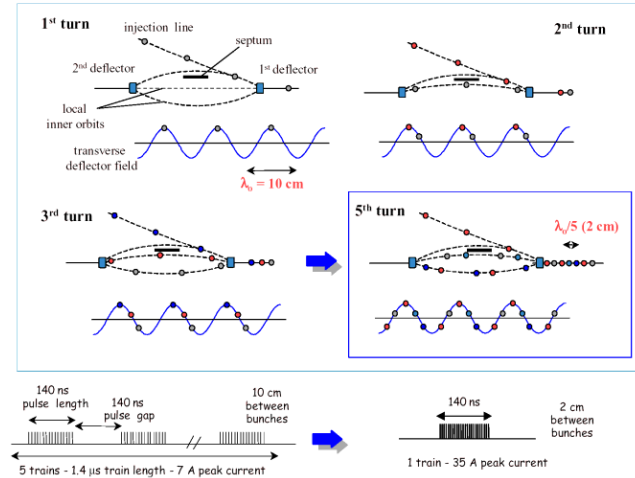 1st turn
injection line
septum
2nd deflector
1st deflector
local
inner orbits
transverse
deflector field
λo = 10 cm
2nd turn
3rd turn
5th turn
λo/5 (2 cm)
140 ns
pulse length
140 ns
pulse gap
10 cm
between
bunches
5 trains - 1.4 μs train length - 7 A peak current
140 ns
2 cm
between
bunches
1 train - 35 A peak current